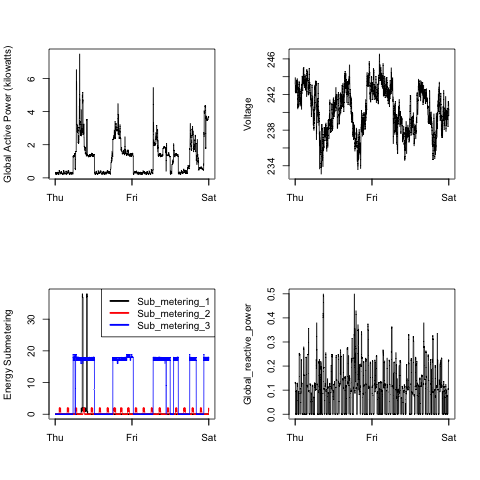 Global Active Power (kilowatts)
0 2 4 6
Thu Fri Sat
Voltage
234 238 242 246
Thu Fri Sat
Energy Submetering
0 10 20 30
Sub_metering_1
Sub_metering_2
Sub_metering_3
Thu Fri Sat
Global_reactive_power
0.0 0.1 0.2 0.3 0.4 0.5
Thu Fri Sat